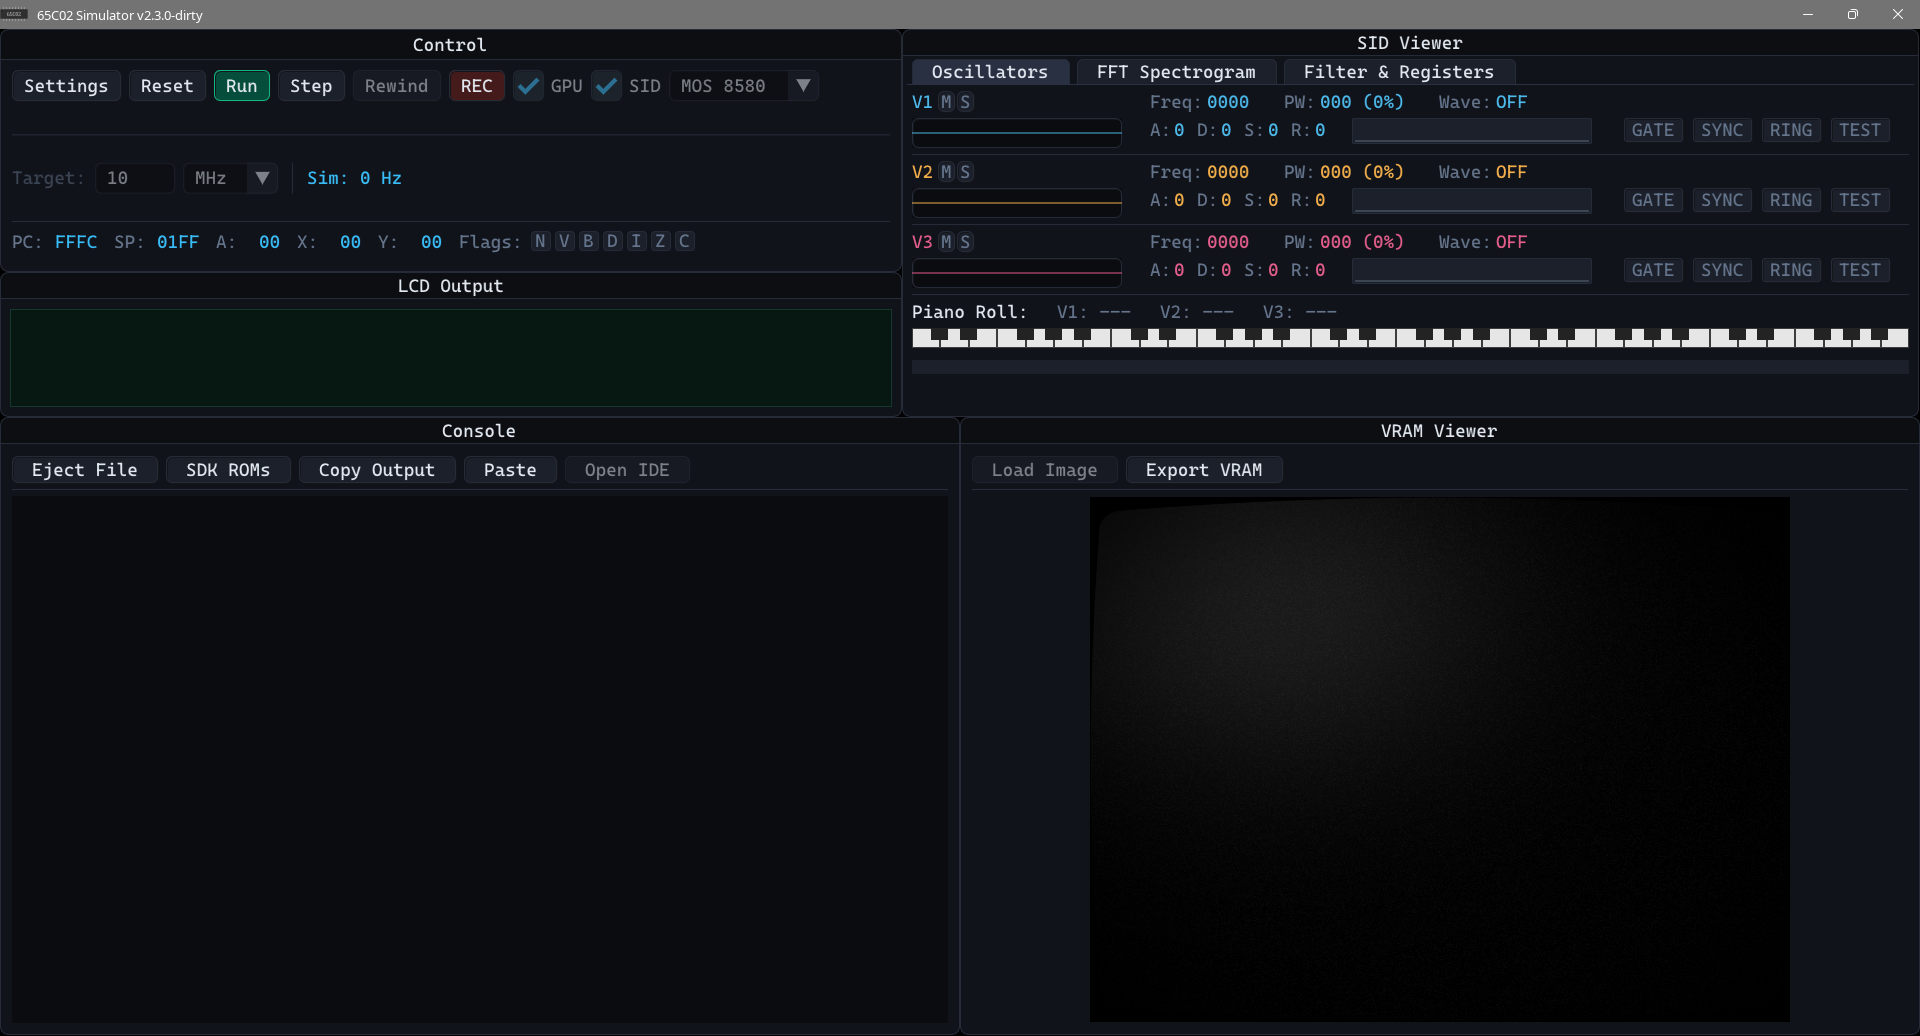 65C02 Simulator v2.3.0-dirty
Control
Settings Reset Run Step Rewind REC GPU SID MOS 8580
Target: 10 MHz Sim: 0 Hz
PC: FFFC SP: 01FF A: 00 X: 00 Y: 00 Flags: N V B D I Z C
LCD Output
SID Viewer
Oscillators FFT Spectrogram Filter & Registers
V1 M S Freq: 0000 PW: 000 (0%) Wave: OFF
A: 0 D: 0 S: 0 R: 0 GATE SYNC RING TEST
V2 M S Freq: 0000 PW: 000 (0%) Wave: OFF
A: 0 D: 0 S: 0 R: 0 GATE SYNC RING TEST
V3 M S Freq: 0000 PW: 000 (0%) Wave: OFF
A: 0 D: 0 S: 0 R: 0 GATE SYNC RING TEST
Piano Roll: V1: --- V2: --- V3: ---
Console
Eject File SDK ROMs Copy Output Paste Open IDE
VRAM Viewer
Load Image Export VRAM